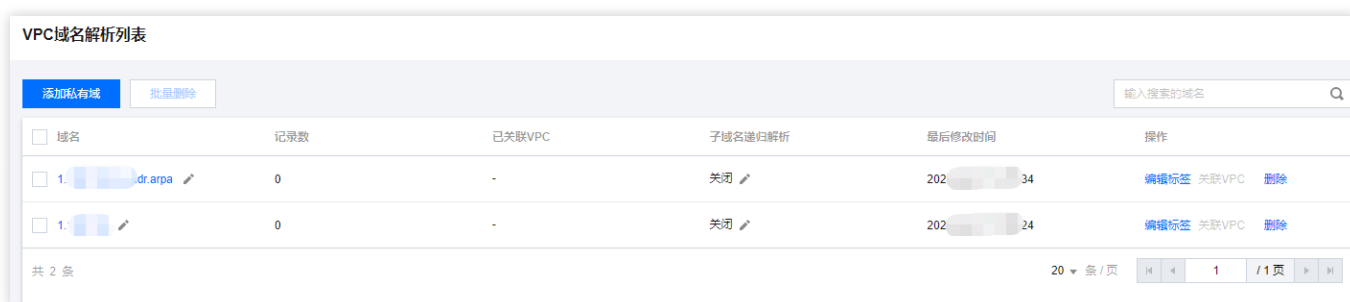 VPC域名解析列表
添加私有域 批量删除 输入搜索的域名
域名 记录数 已关联VPC 子域名递归解析 最后修改时间 操作
1. dr.arpa 0 - 关闭 202 34 编辑标签 关联VPC 删除
1. 0 - 关闭 202 24 编辑标签 关联VPC 删除
共 2 条 20 条 / 页 1 / 1 页